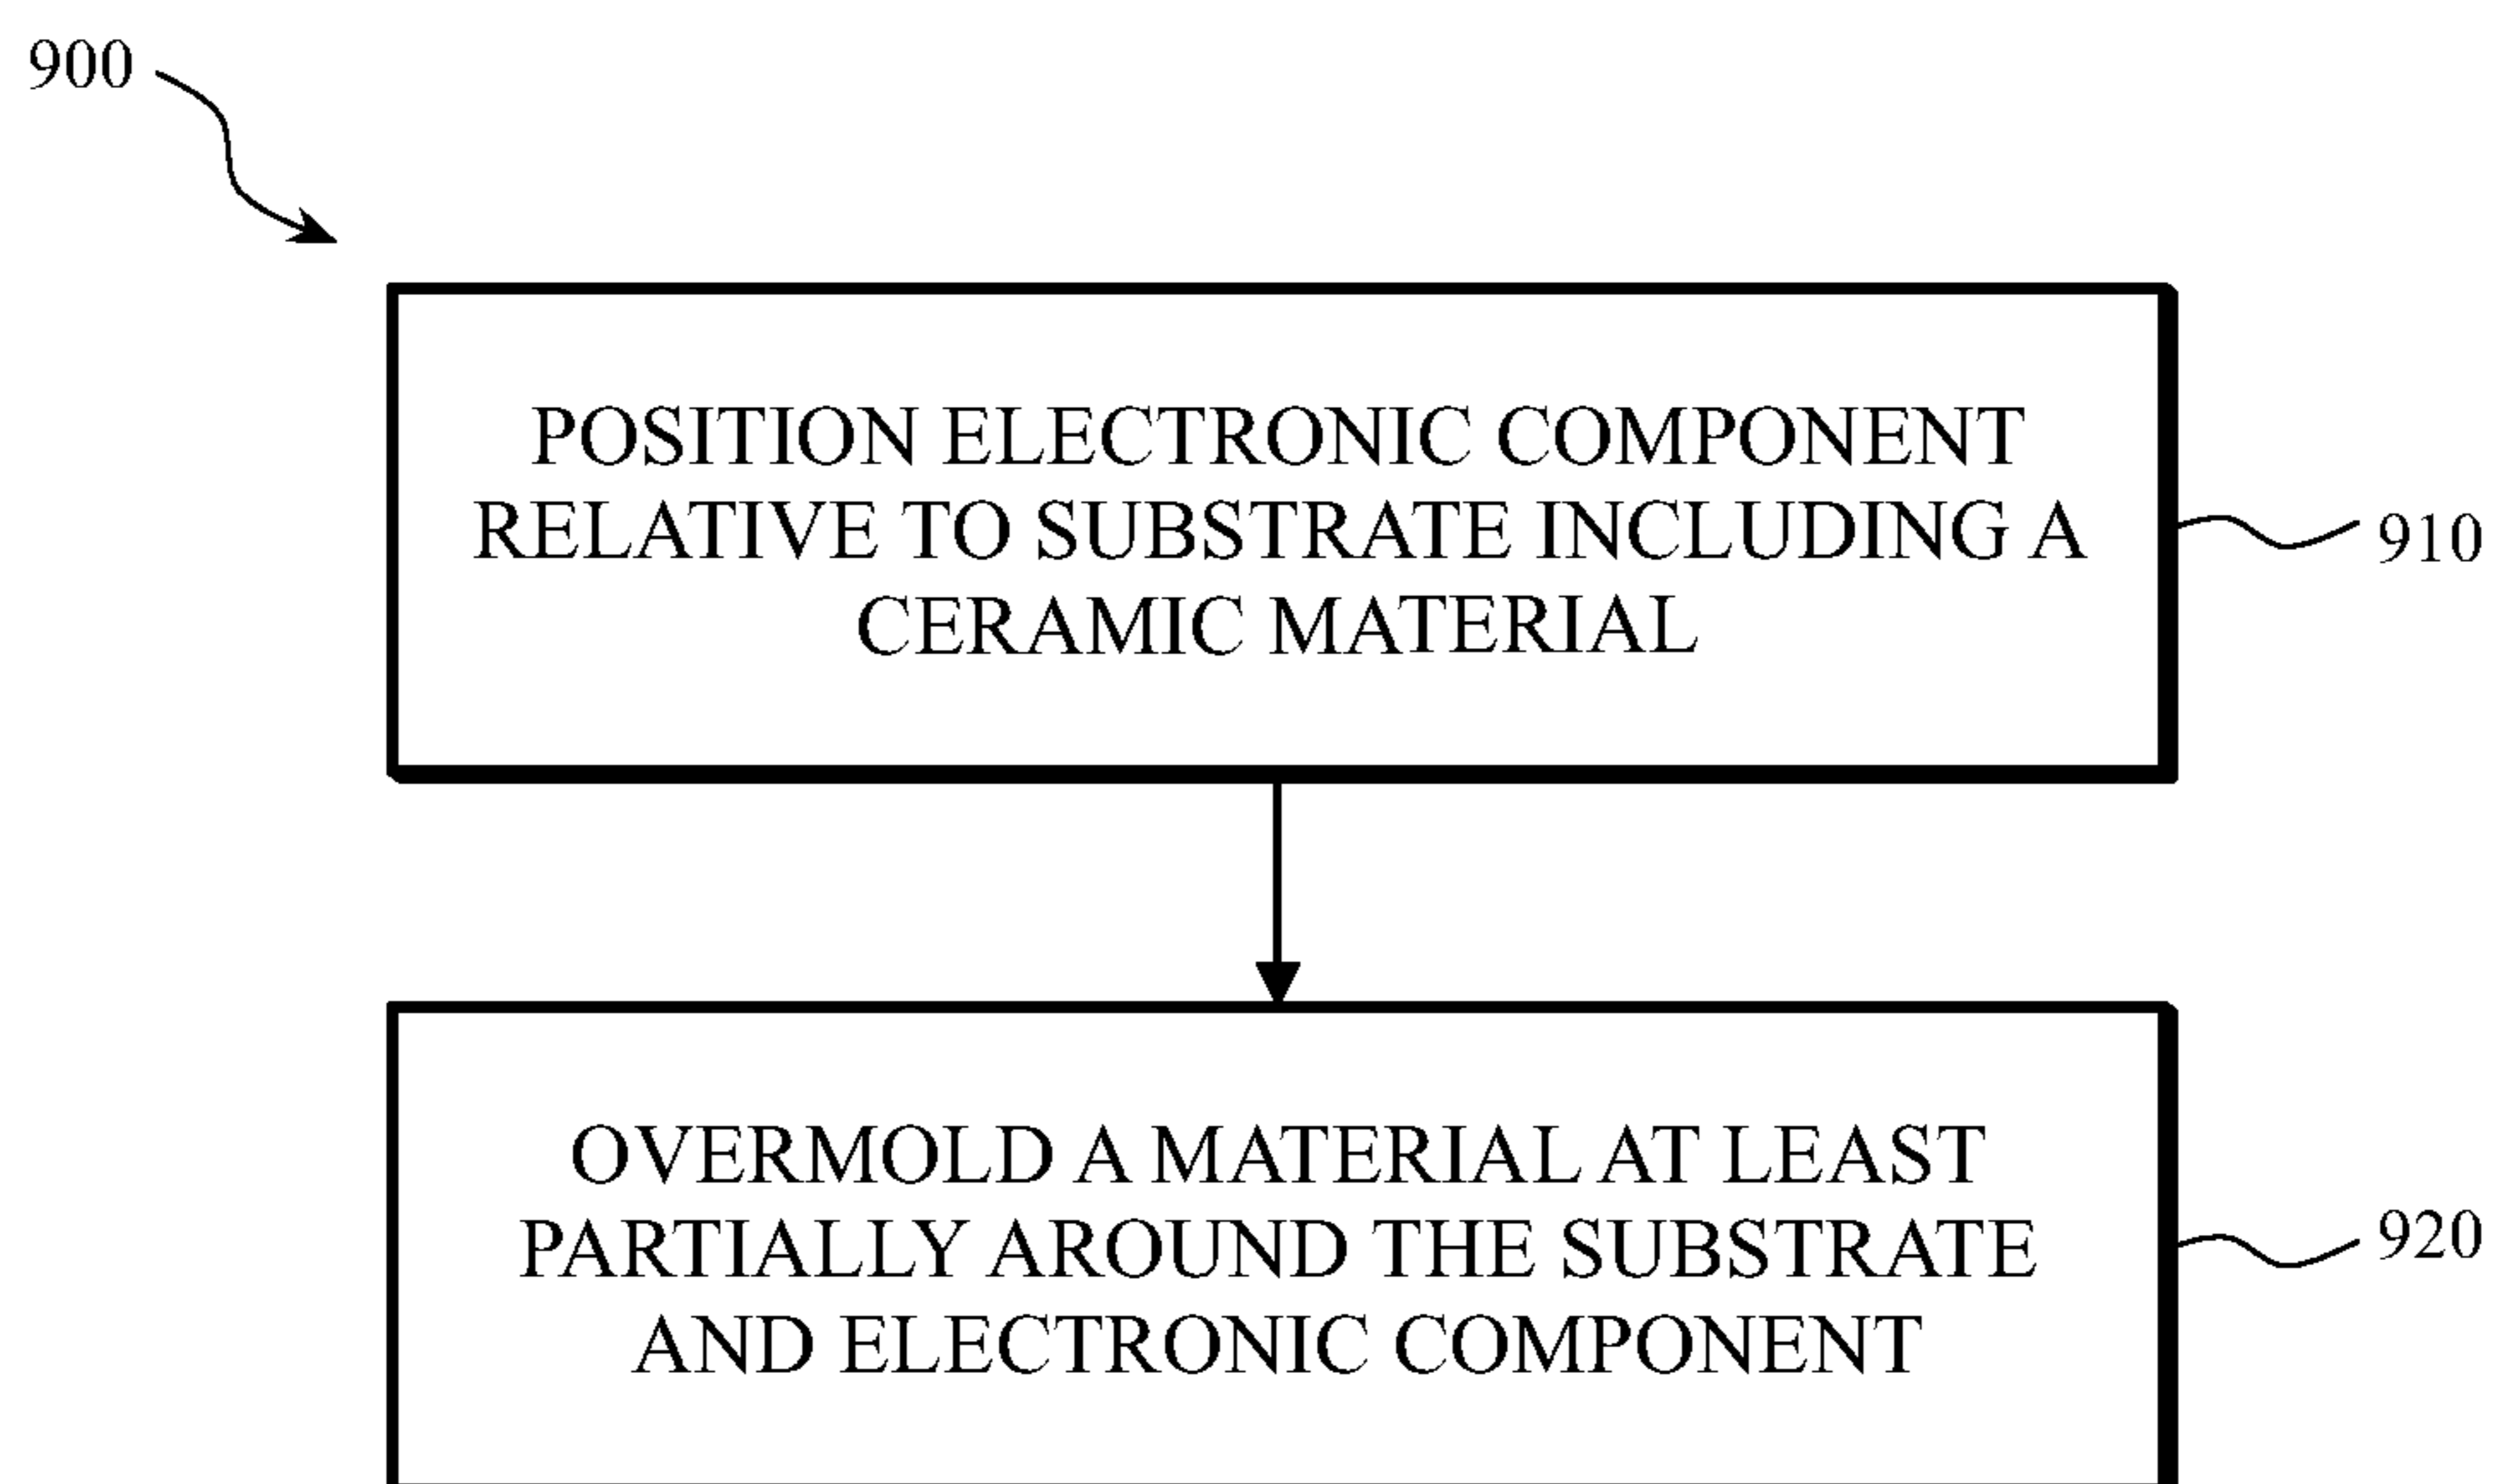 900
POSITION ELECTRONIC COMPONENT
RELATIVE TO SUBSTRATE INCLUDING A
CERAMIC MATERIAL
910
OVERMOLD A MATERIAL AT LEAST
PARTIALLY AROUND THE SUBSTRATE
AND ELECTRONIC COMPONENT
920